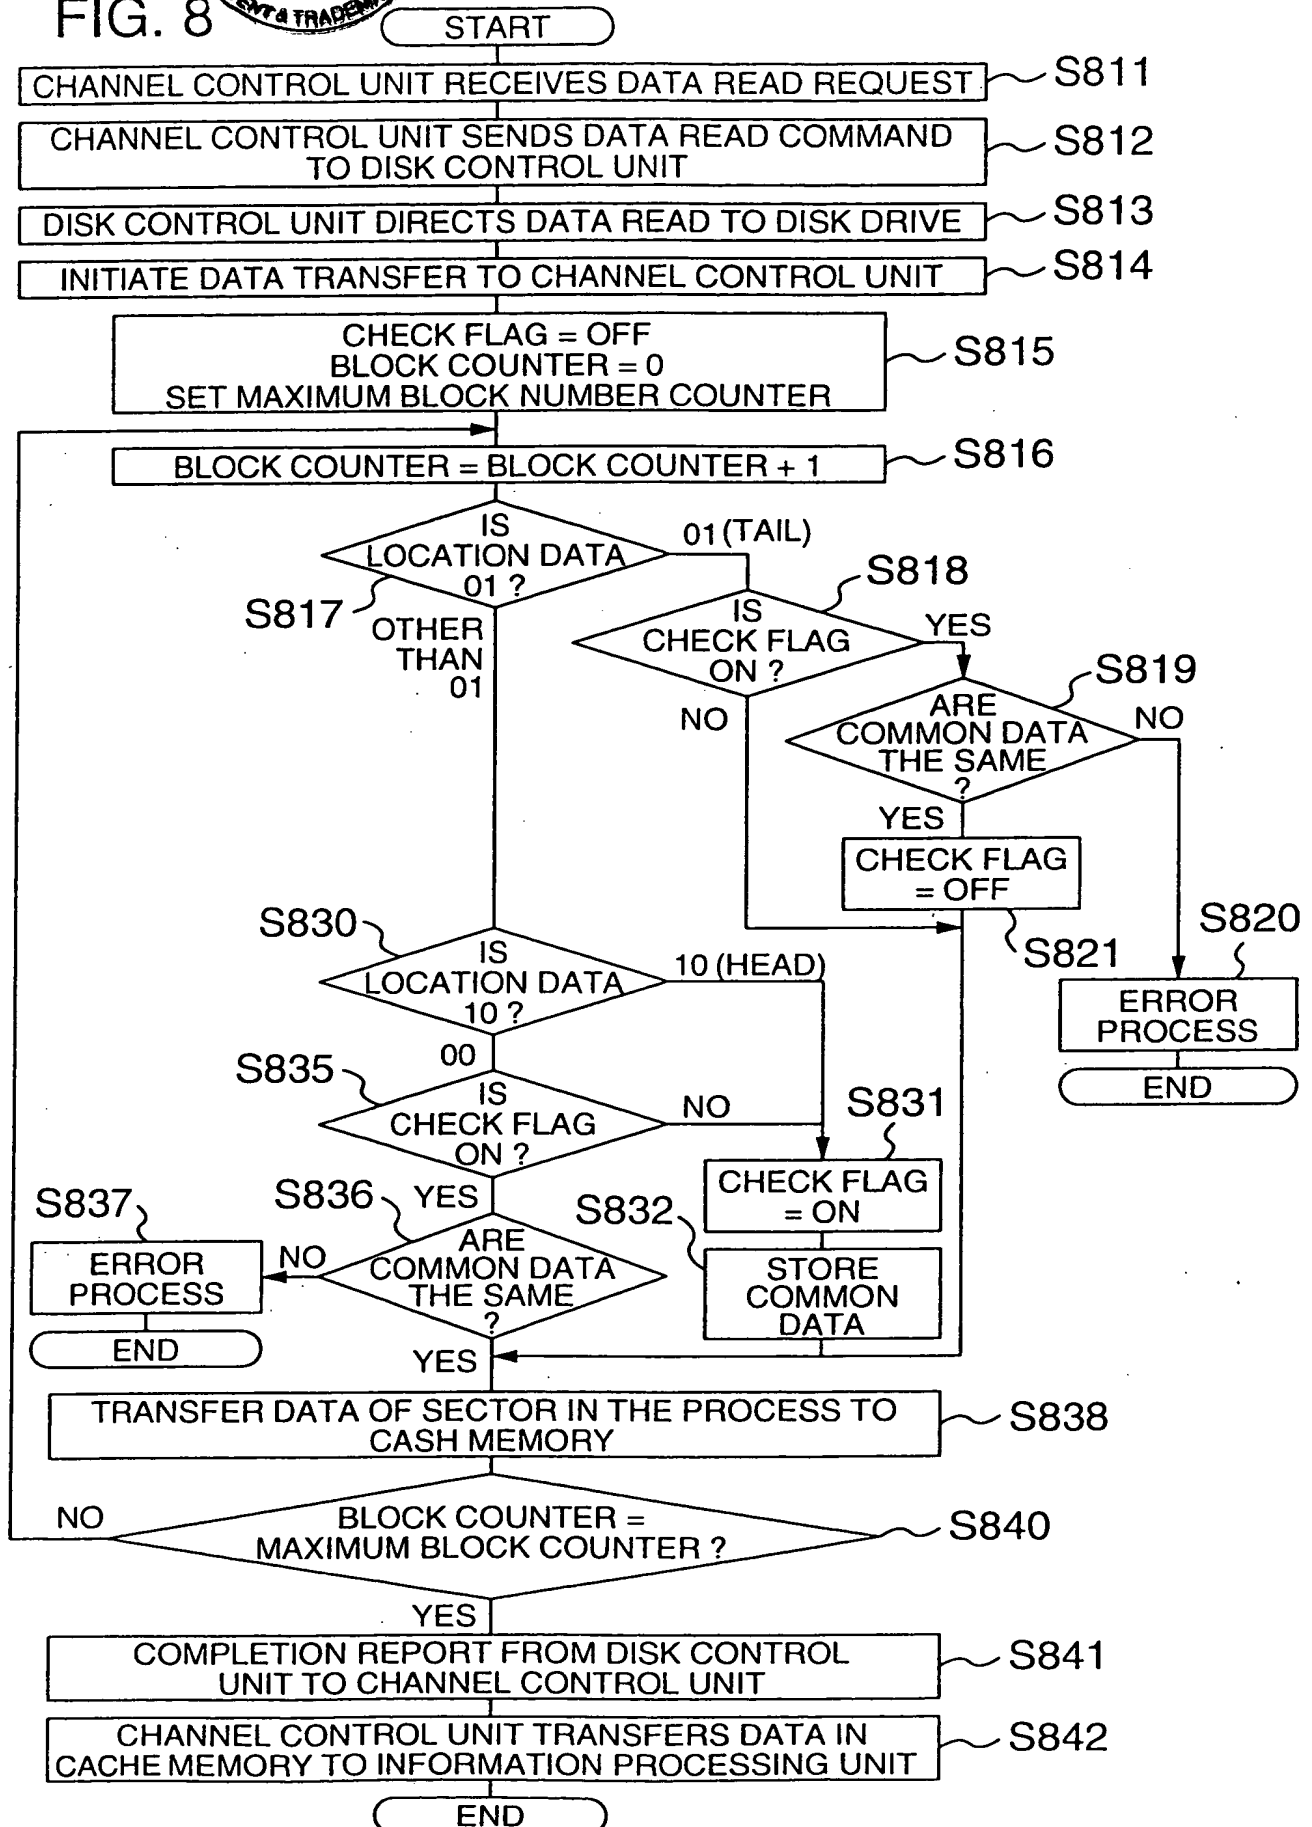 FIG. 8
ENT & TRADEM
START
CHANNEL CONTROL UNIT RECEIVES DATA READ REQUEST
S811
CHANNEL CONTROL UNIT SENDS DATA READ COMMAND
TO DISK CONTROL UNIT
S812
DISK CONTROL UNIT DIRECTS DATA READ TO DISK DRIVE
S813
INITIATE DATA TRANSFER TO CHANNEL CONTROL UNIT
S814
CHECK FLAG = OFF
BLOCK COUNTER = 0
SET MAXIMUM BLOCK NUMBER COUNTER
S815
BLOCK COUNTER = BLOCK COUNTER + 1
S816
IS
LOCATION DATA
01 ?
S817
01 (TAIL)
OTHER
THAN
01
IS
CHECK FLAG
ON ?
S818
YES
NO
ARE
COMMON DATA
THE SAME
?
S819
NO
YES
CHECK FLAG
= OFF
S821
S820
ERROR
PROCESS
END
S830
IS
LOCATION DATA
10 ?
10 (HEAD)
00
S835
IS
CHECK FLAG
ON ?
NO
YES
S831
CHECK FLAG
= ON
S832
STORE
COMMON
DATA
S836
ARE
COMMON DATA
THE SAME
?
NO
S837
ERROR
PROCESS
END
YES
TRANSFER DATA OF SECTOR IN THE PROCESS TO
CASH MEMORY
S838
BLOCK COUNTER =
MAXIMUM BLOCK COUNTER ?
S840
NO
YES
COMPLETION REPORT FROM DISK CONTROL
UNIT TO CHANNEL CONTROL UNIT
S841
CHANNEL CONTROL UNIT TRANSFERS DATA IN
CACHE MEMORY TO INFORMATION PROCESSING UNIT
S842
END